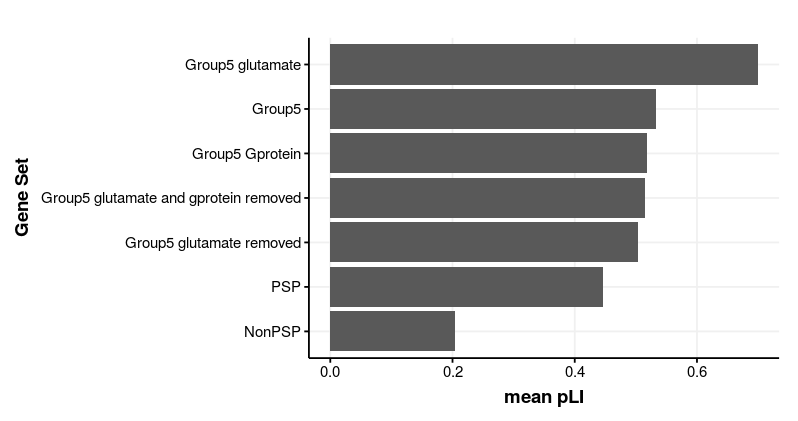 Gene Set
Group5 glutamate
Group5
Group5 Gprotein
Group5 glutamate and gprotein removed
Group5 glutamate removed
PSP
NonPSP
0.0 0.2 0.4 0.6
mean pLI